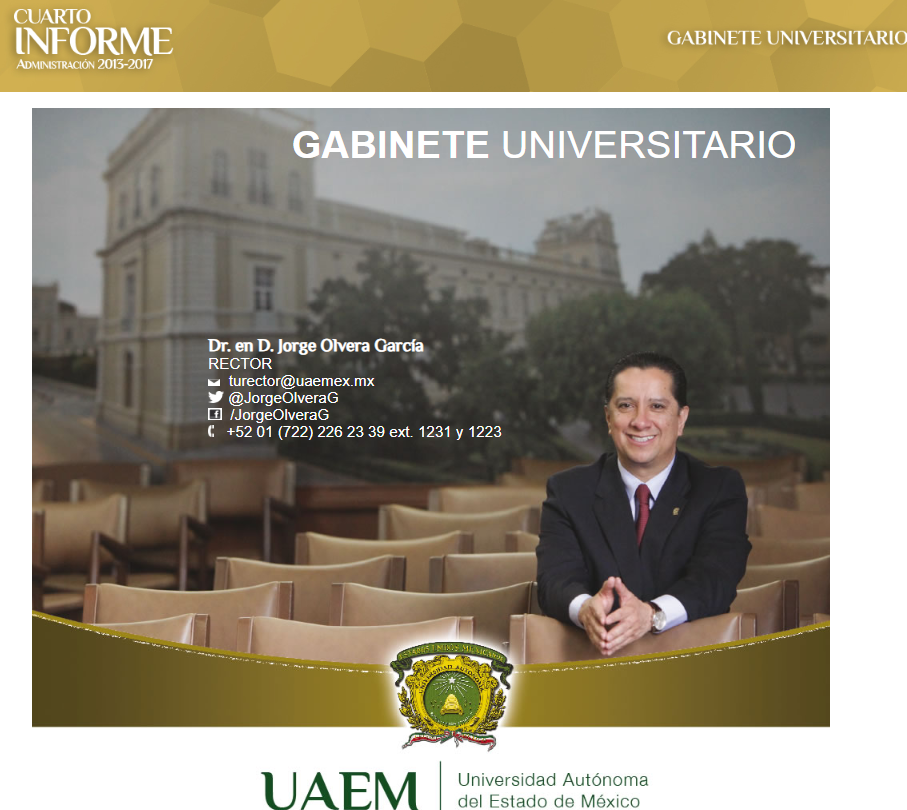 CUARTO
INFORME
ADMINISTRACIÓN 2013-2017
GABINETE UNIVERSITARIO
GABINETE UNIVERSITARIO
Dr. en D. Jorge Olvera García
RECTOR
turector@uaemex.mx
@JorgeOlveraG
/JorgeOlveraG
+52 01 (722) 226 23 39 ext. 1231 y 1223
UAEM
Universidad Autónoma
del Estado de México